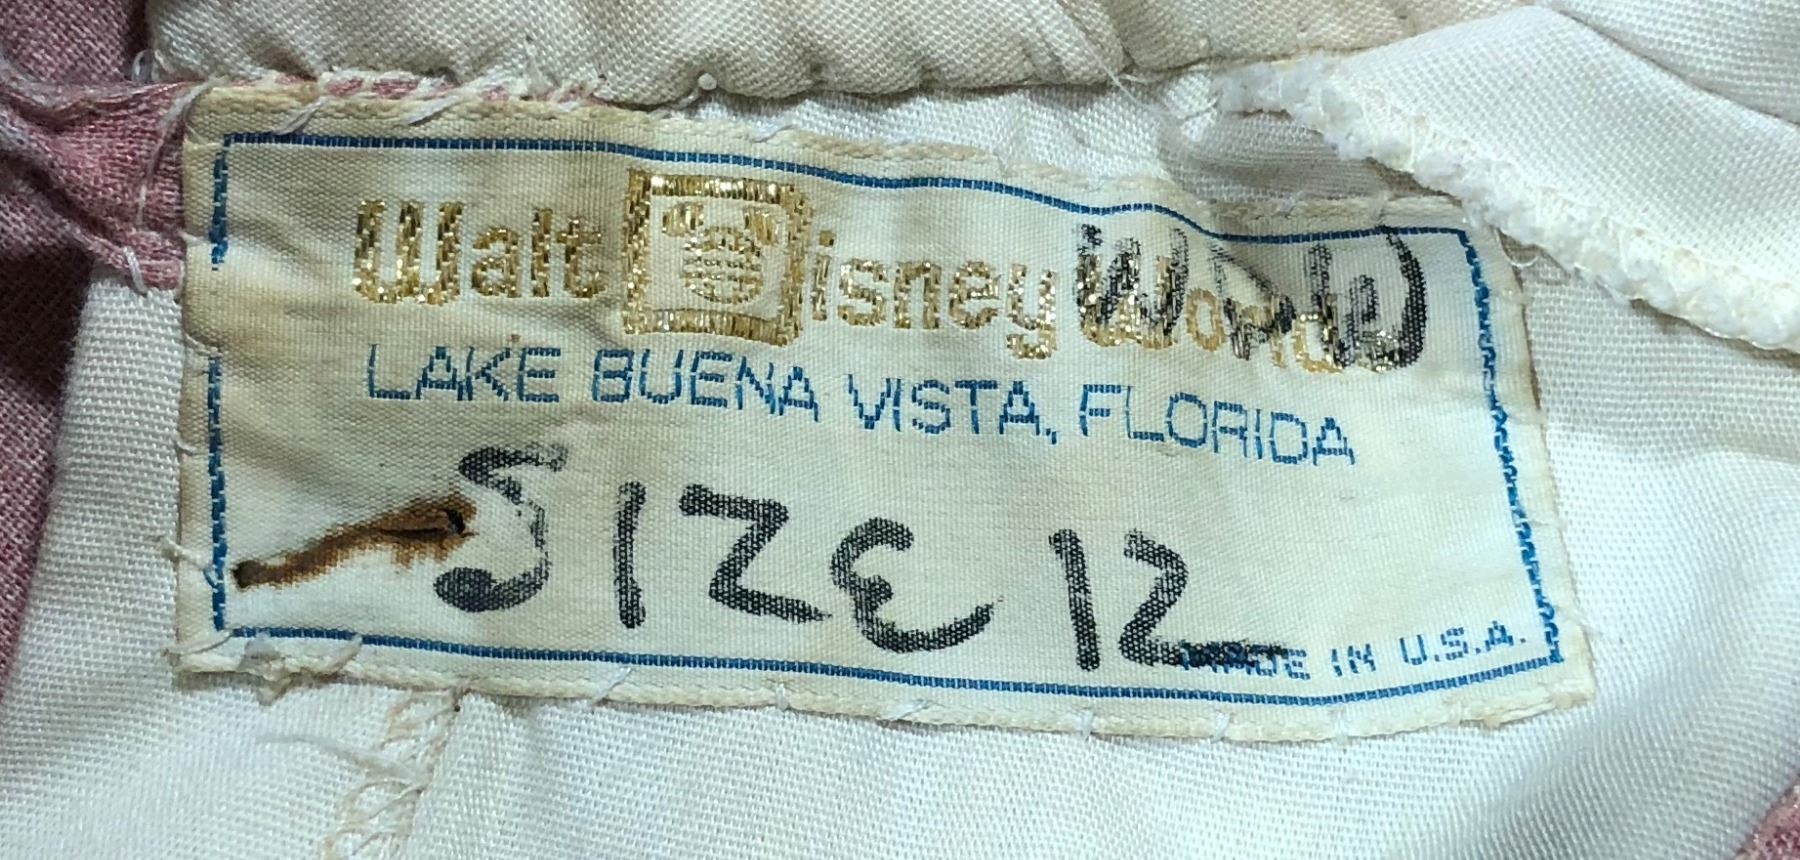 Walt Disney World
LAKE BUENA VISTA, FLORIDA
SIZE 12
MADE IN U.S.A.